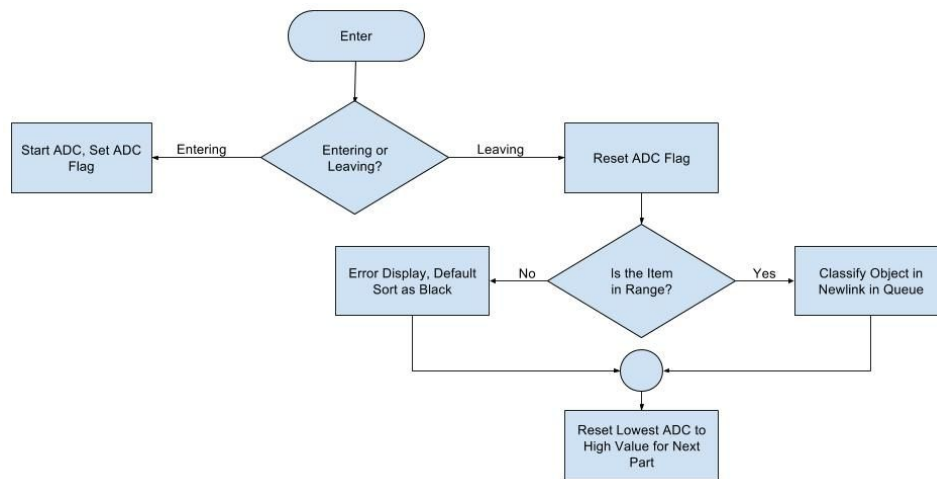 Enter
Entering or
Leaving?
Entering
Leaving
Start ADC, Set ADC
Flag
Reset ADC Flag
Is the Item
in Range?
No
Yes
Error Display, Default
Sort as Black
Classify Object in
Newlink in Queue
Reset Lowest ADC to
High Value for Next
Part